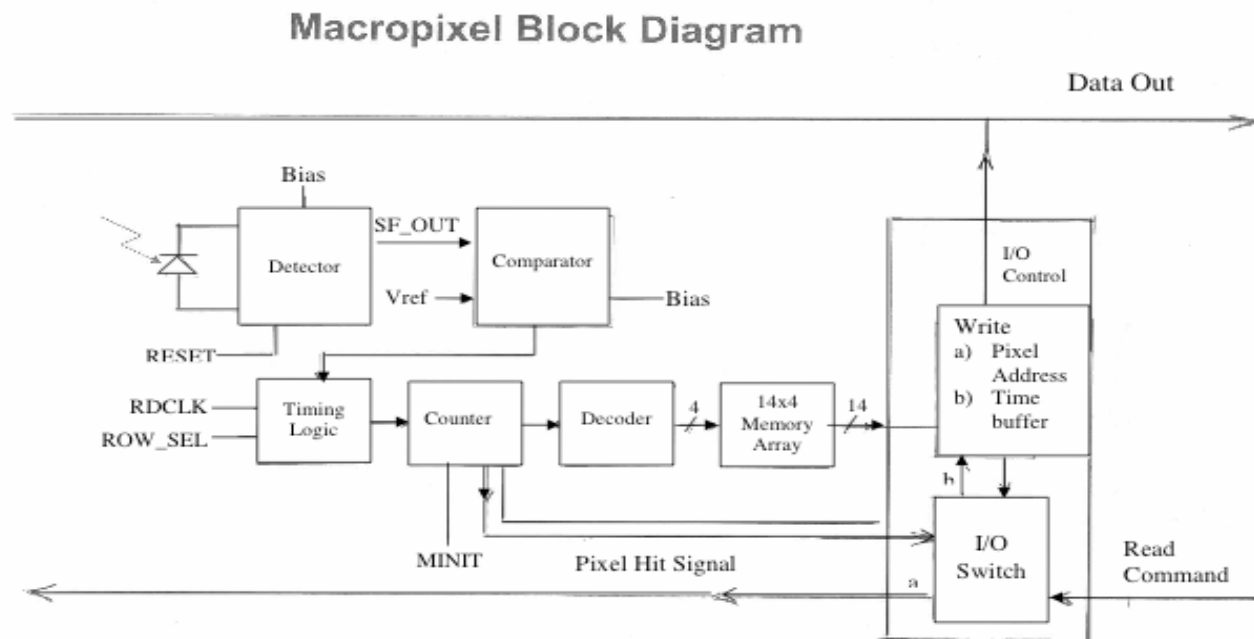 Macropixel Block Diagram
Data Out
Bias
SF_OUT
Detector
Comparator
I/O
Control
Vref
Bias
Write
a) Pixel
Address
b) Time
buffer
RESET
RDCLK
ROW_SEL
Timing
Logic
Counter
Decoder
4
14x4
Memory
Array
14
b
MINIT
Pixel Hit Signal
a
I/O
Switch
Read
Command